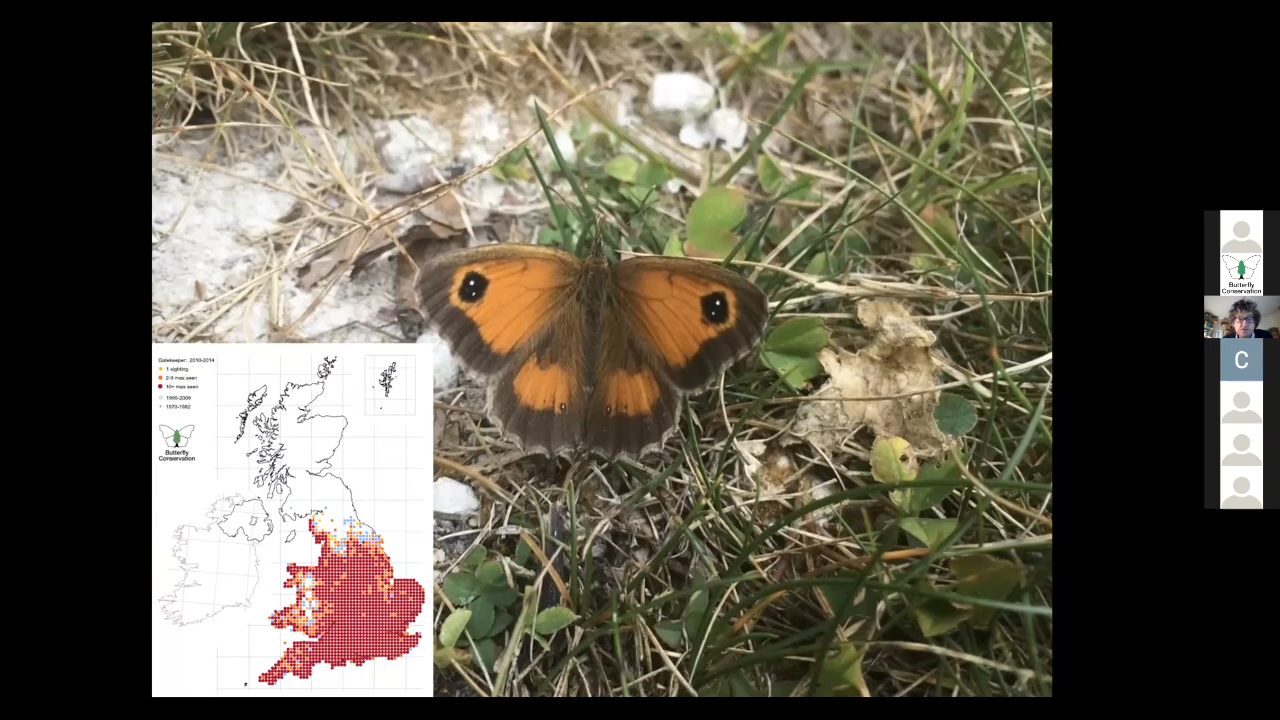 Gatekeeper: 2010-2014
1 sighting
2-9 max seen
10+ max seen
1995-2009
1970-1982
Butterfly
Conservation
Butterfly
Conservation
C